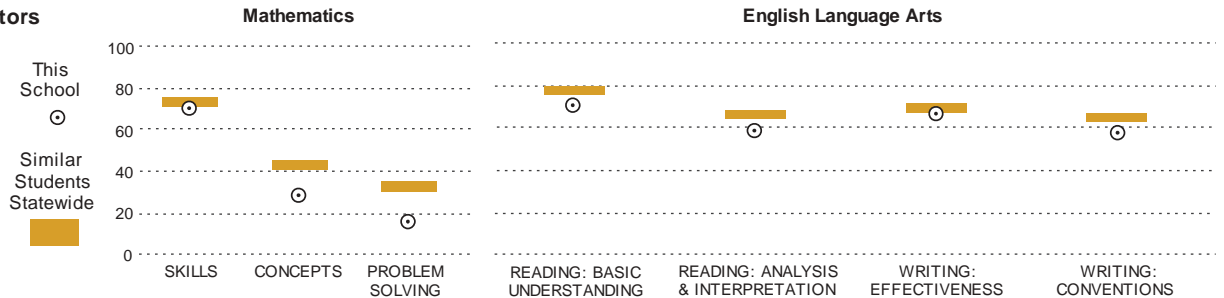 tors
Mathematics
English Language Arts
This
School
Similar
Students
Statewide
100
80
60
40
20
0
SKILLS
CONCEPTS
PROBLEM
SOLVING
READING: BASIC
UNDERSTANDING
READING: ANALYSIS
& INTERPRETATION
WRITING:
EFFECTIVENESS
WRITING:
CONVENTIONS